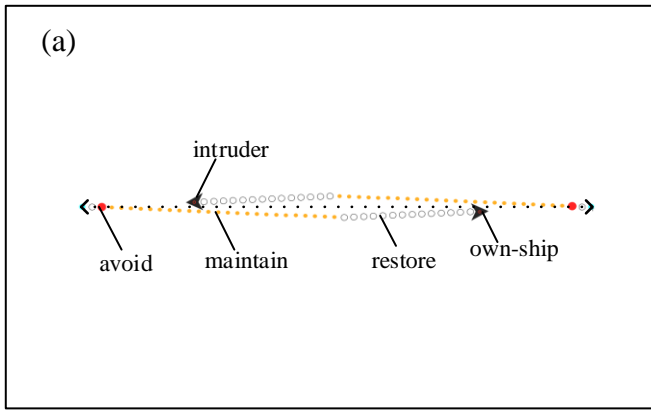 (a)
intruder
avoid
maintain
restore
own-ship